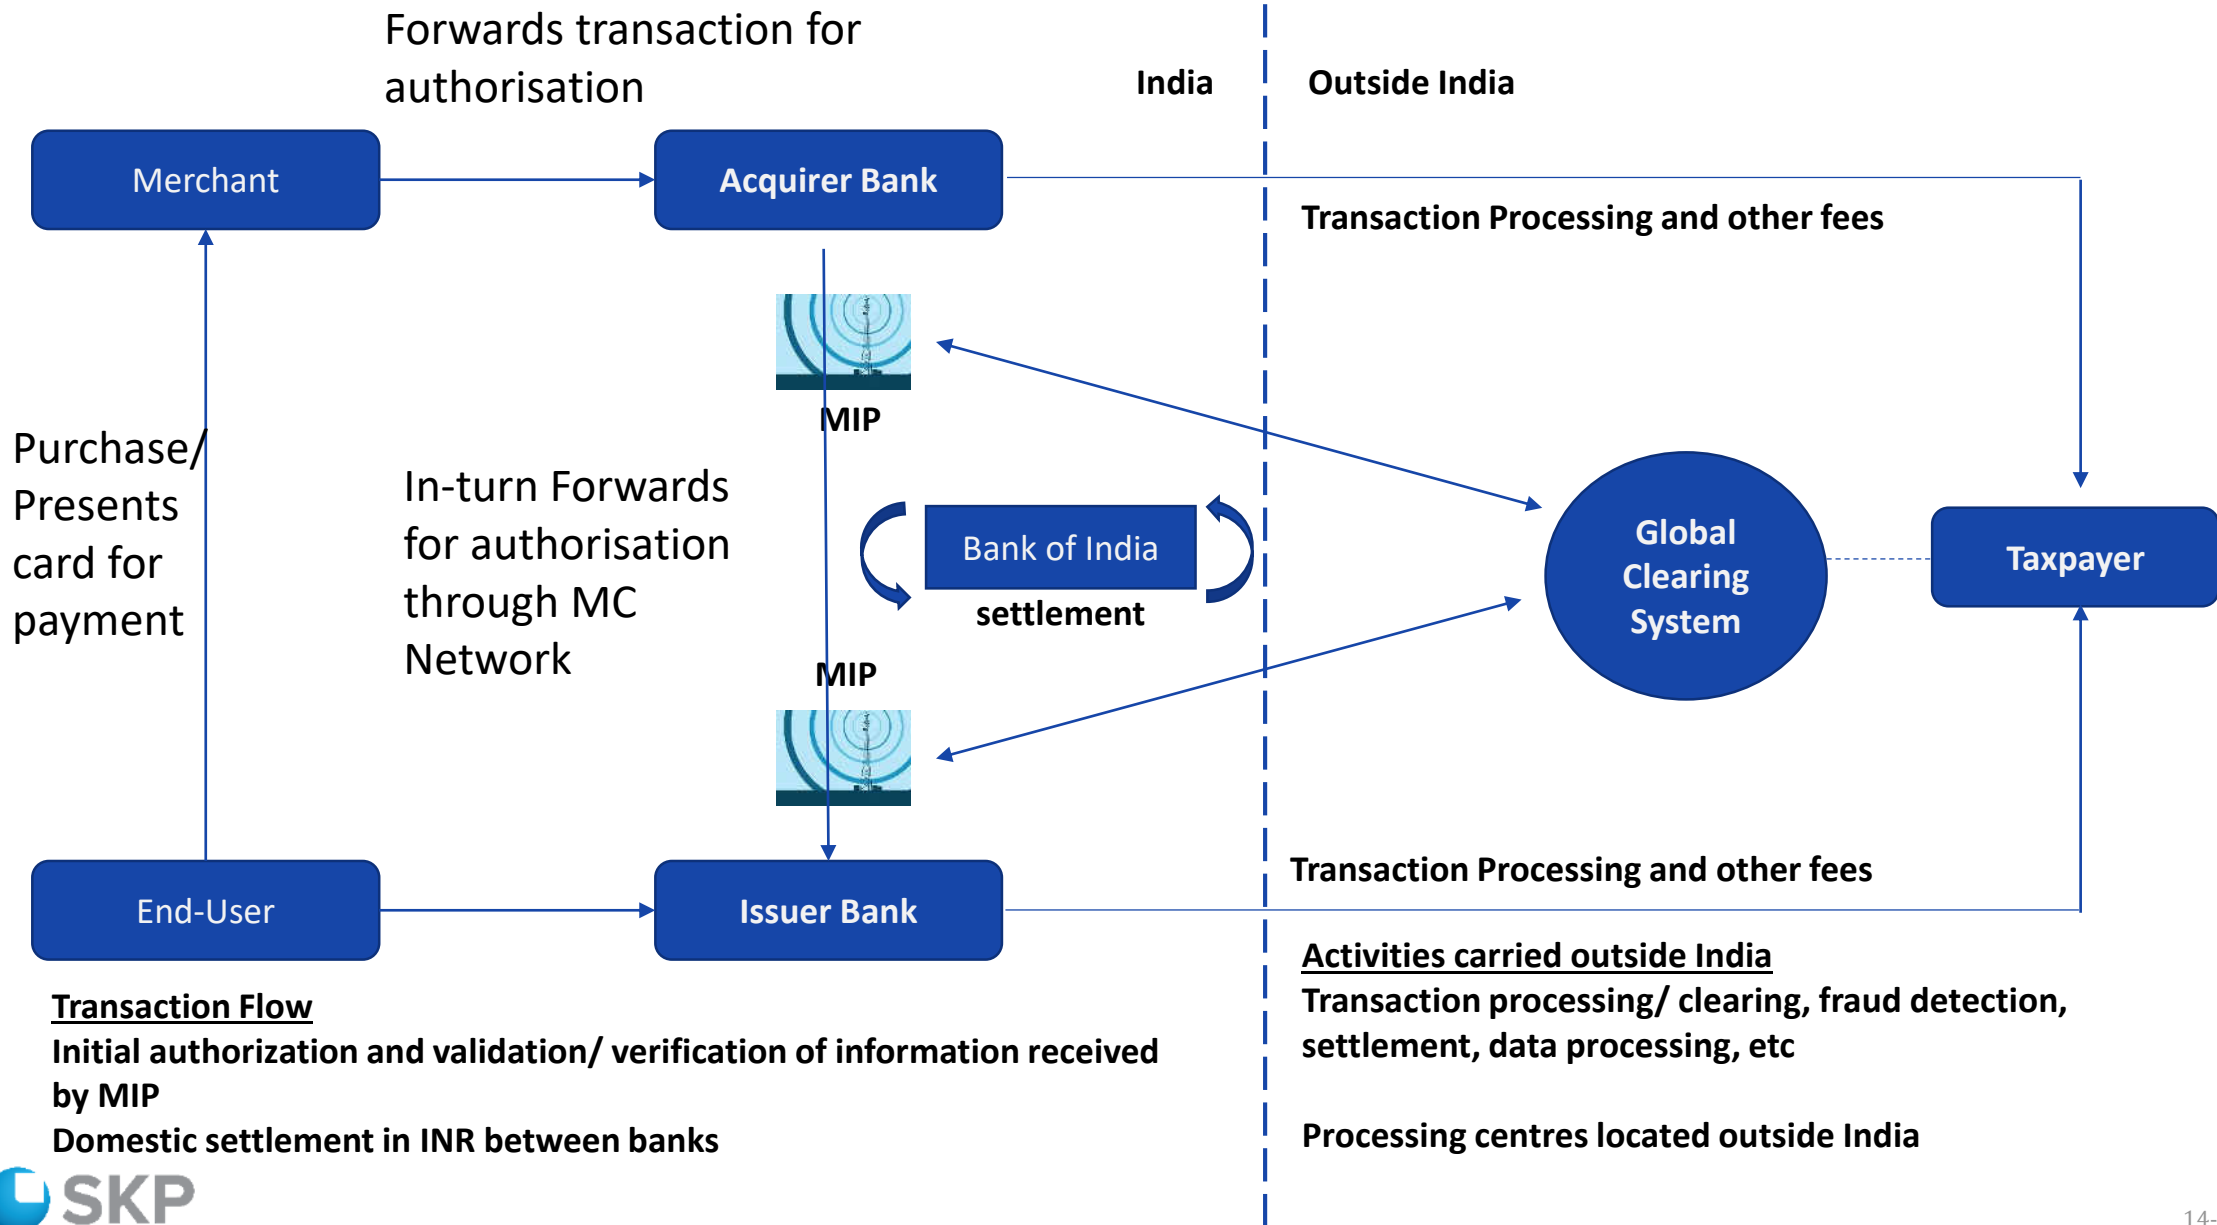 Forwards transaction for
authorisation
India
Outside India
Merchant
Acquirer Bank
Transaction Processing and other fees
MIP
Purchase/
Presents
card for
payment
In-turn Forwards
for authorisation
through MC
Network
Bank of India
settlement
Global
Clearing
System
Taxpayer
MIP
Transaction Processing and other fees
End-User
Issuer Bank
Activities carried outside India
Transaction processing/ clearing, fraud detection,
settlement, data processing, etc
Processing centres located outside India
Transaction Flow
Initial authorization and validation/ verification of information received
by MIP
Domestic settlement in INR between banks
SKP
14-